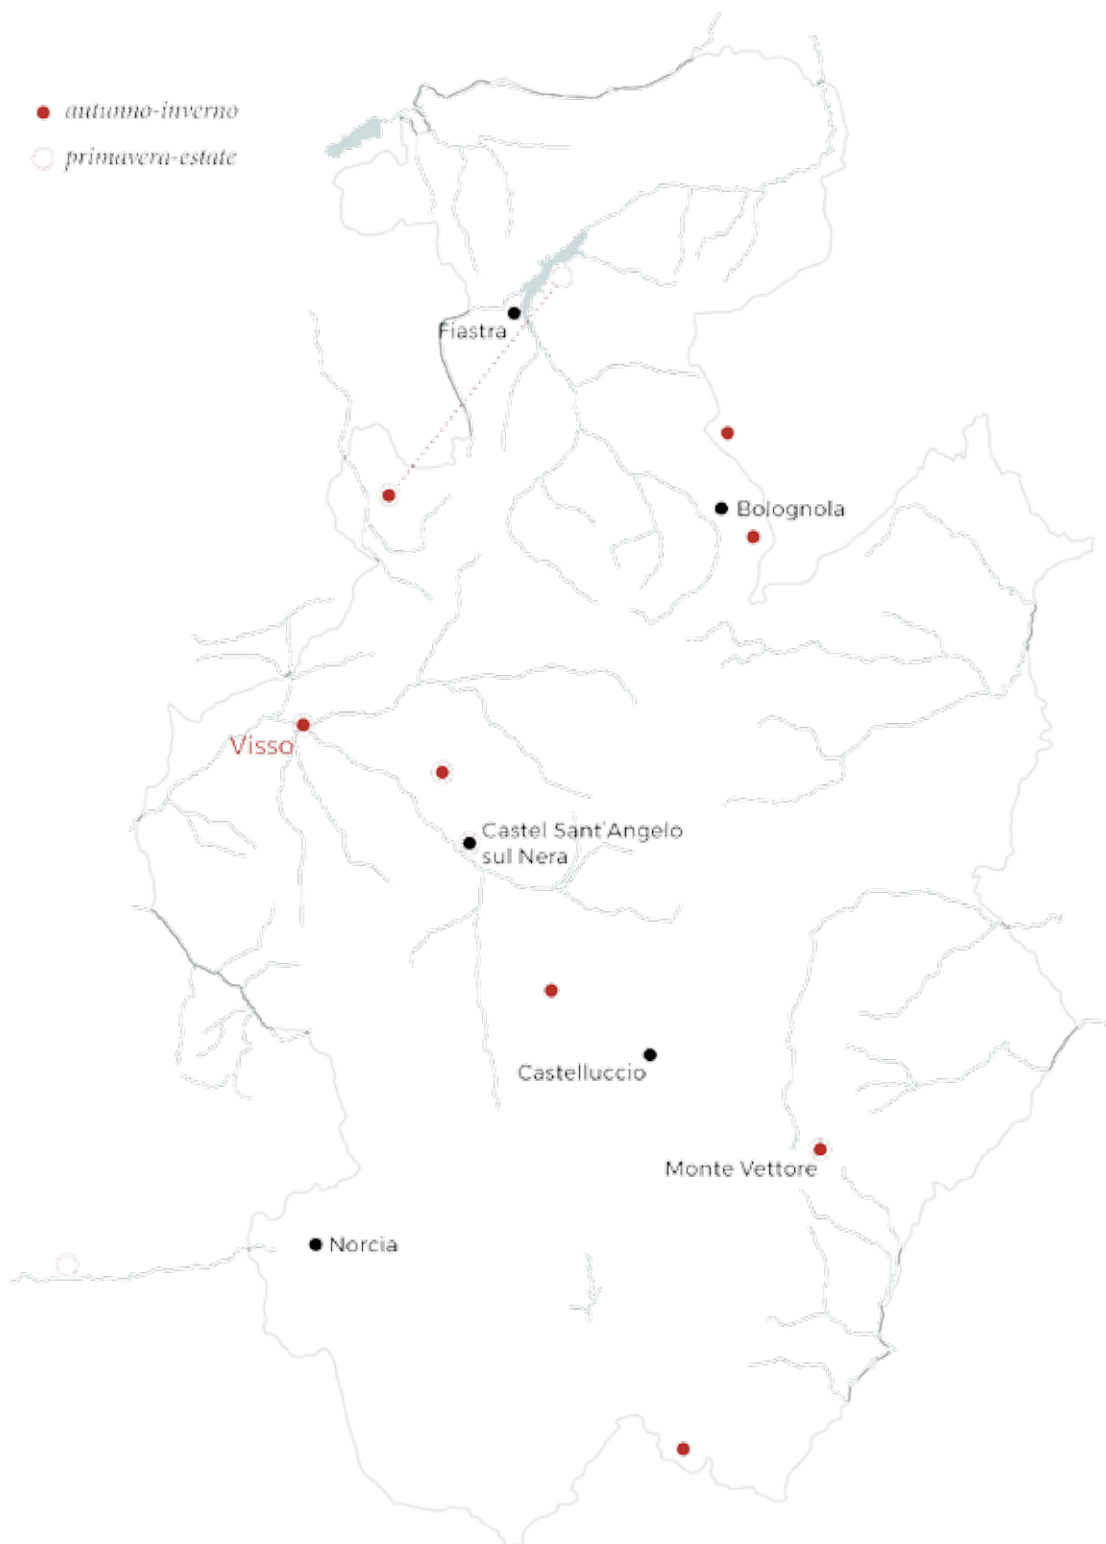 autunno-inverno
primavera-estate
Fiastra
Bolognola
Visso
Castel Sant'Angelo
sul Nera
Castelluccio
Monte Vettore
Norcia